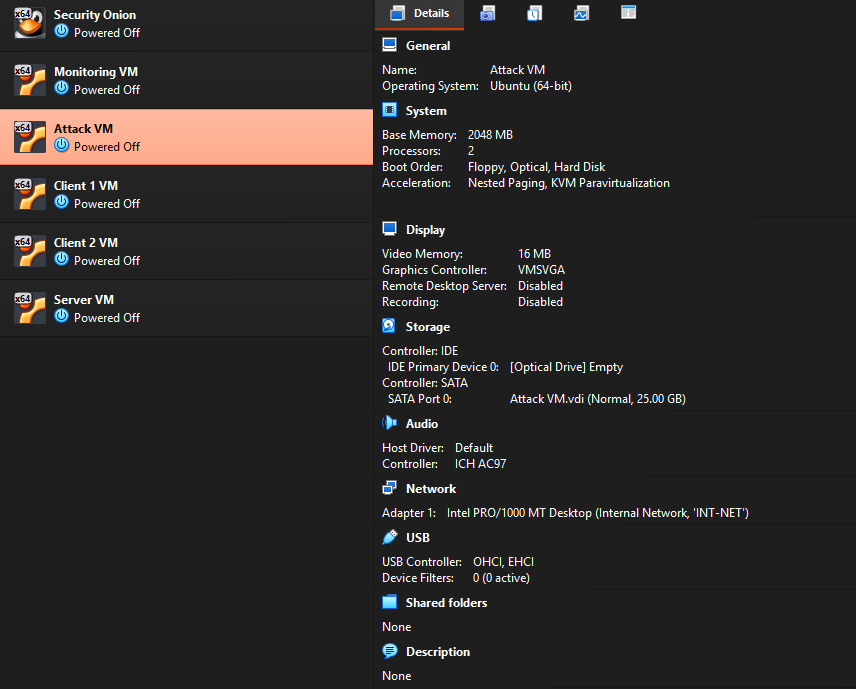 x64 Security Onion
Powered Off
x64 Monitoring VM
Powered Off
x64 Attack VM
Powered Off
x64 Client 1 VM
Powered Off
x64 Client 2 VM
Powered Off
x64 Server VM
Powered Off
Details
General
Name: Attack VM
Operating System: Ubuntu (64-bit)
System
Base Memory: 2048 MB
Processors: 2
Boot Order: Floppy, Optical, Hard Disk
Acceleration: Nested Paging, KVM Paravirtualization
Display
Video Memory: 16 MB
Graphics Controller: VMSVGA
Remote Desktop Server: Disabled
Recording: Disabled
Storage
Controller: IDE
IDE Primary Device 0: [Optical Drive] Empty
Controller: SATA
SATA Port 0: Attack VM.vdi (Normal, 25.00 GB)
Audio
Host Driver: Default
Controller: ICH AC97
Network
Adapter 1: Intel PRO/1000 MT Desktop (Internal Network, 'INT-NET')
USB
USB Controller: OHCI, EHCI
Device Filters: 0 (0 active)
Shared folders
None
Description
None